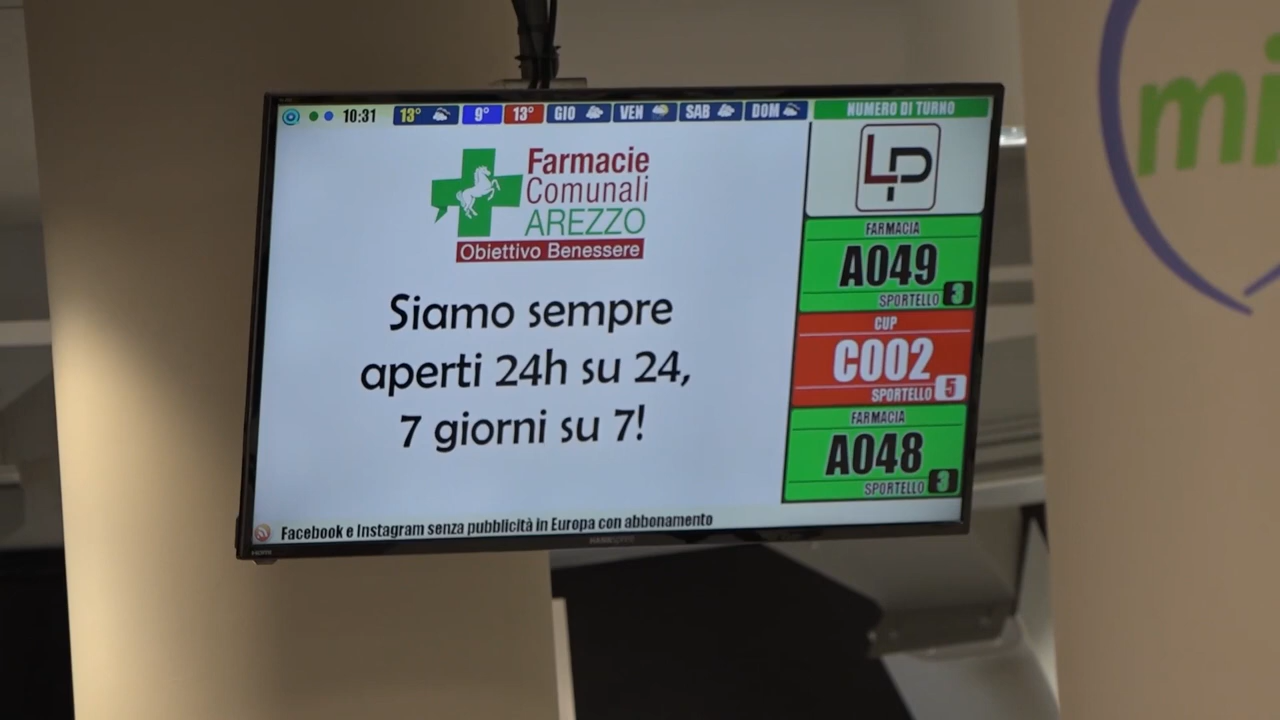 10:31 13° 9° 13° GIO VEN SAB DOM
NUMERO DI TURNO
LP
Farmacie
Comunali
AREZZO
Obiettivo Benessere
Siamo sempre
aperti 24h su 24,
7 giorni su 7!
FARMACIA
A049
SPORTELLO 3
CUP
C002
SPORTELLO 5
FARMACIA
A048
SPORTELLO 3
Facebook e Instagram senza pubblicità in Europa con abbonamento
HANNspree
HDMI
mi